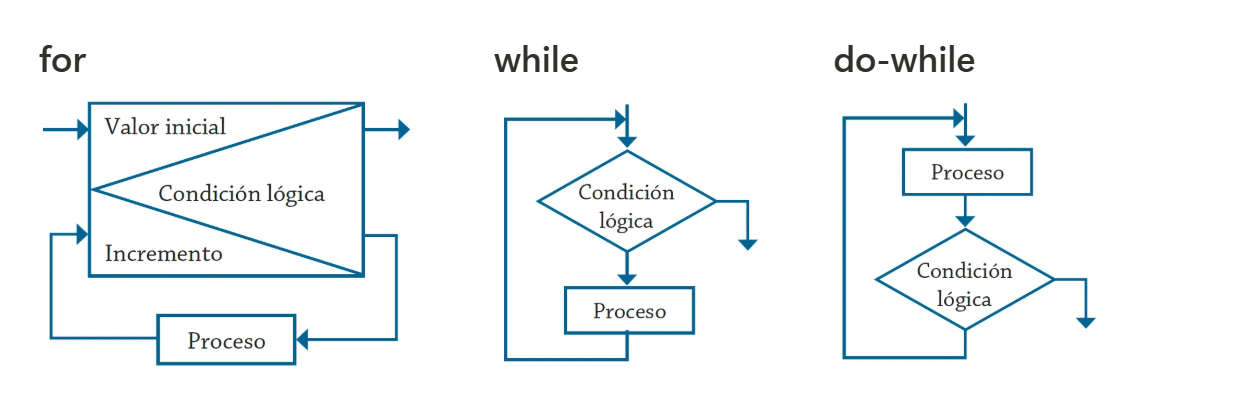 for
Valor inicial
Condición lógica
Incremento
Proceso
while
Condición
lógica
Proceso
do-while
Proceso
Condición
lógica